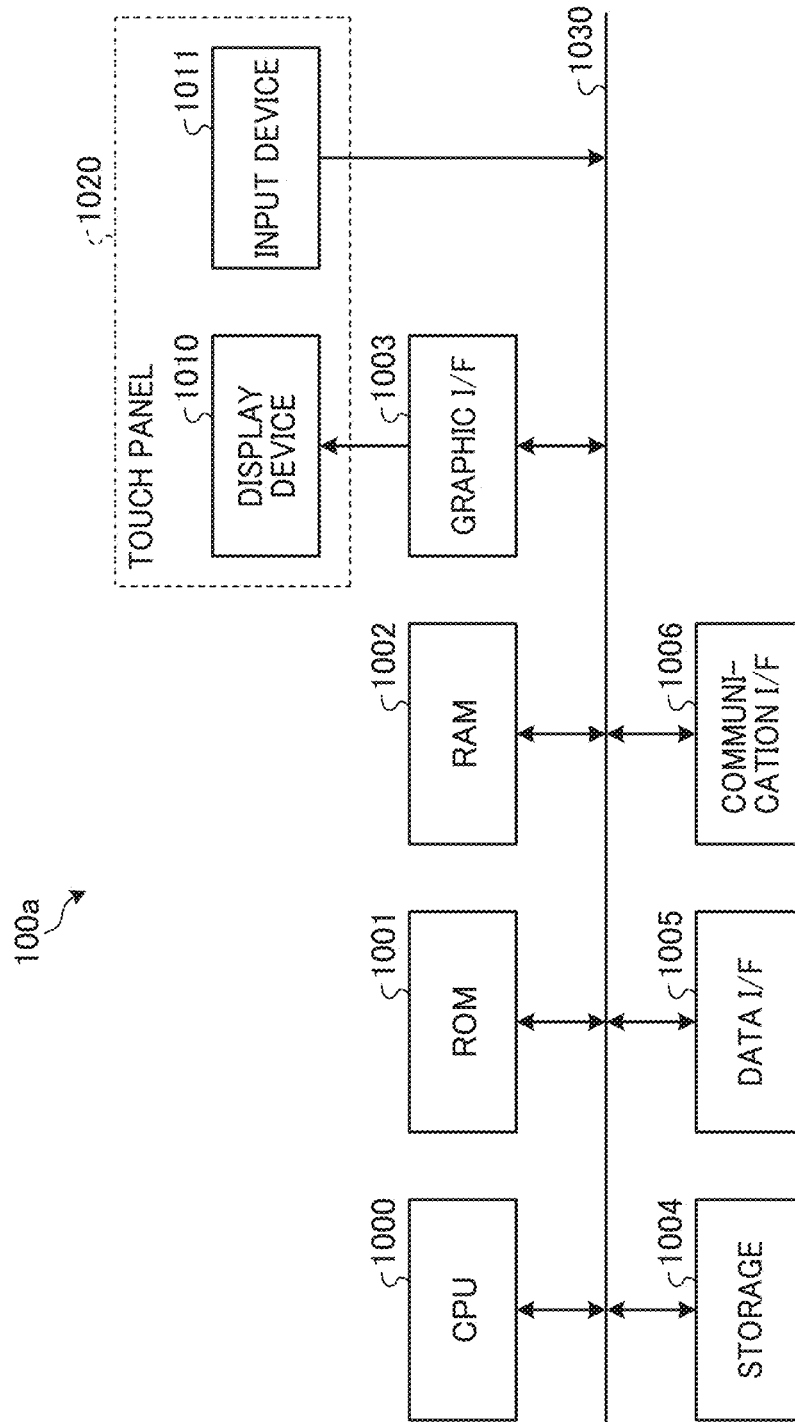 100a
1020
TOUCH PANEL
1010
DISPLAY
DEVICE
1011
INPUT DEVICE
1000
CPU
1001
ROM
1002
RAM
1003
GRAPHIC I/F
1030
1004
STORAGE
1005
DATA I/F
1006
COMMUNI-
CATION I/F